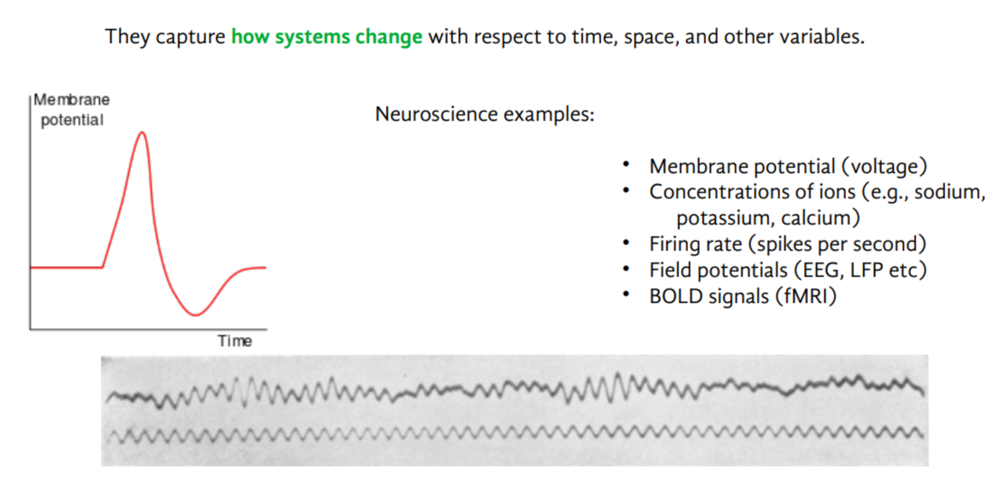 They capture how systems change with respect to time, space, and other variables.
Membrane
potential
Time
Neuroscience examples:
• Membrane potential (voltage)
• Concentrations of ions (e.g., sodium,
potassium, calcium)
• Firing rate (spikes per second)
• Field potentials (EEG, LFP etc)
• BOLD signals (fMRI)